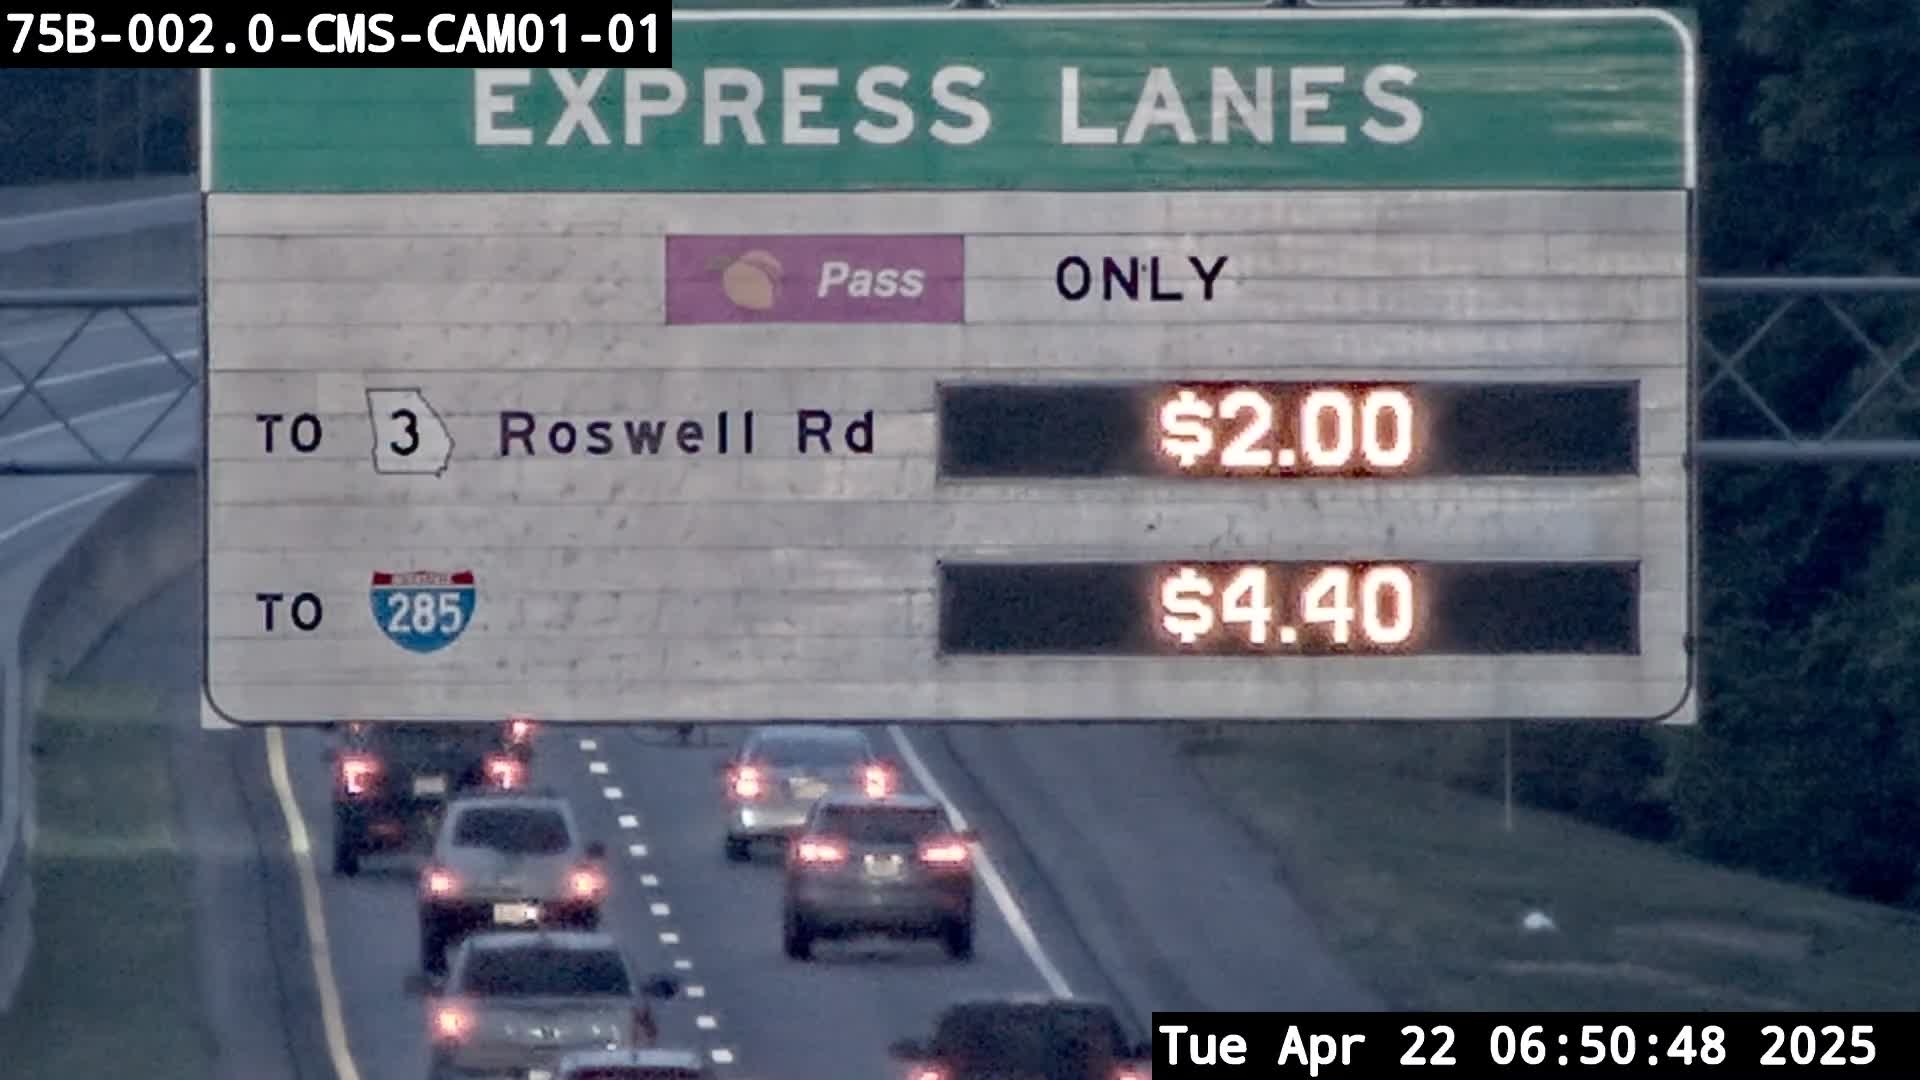 75B-002.0-CMS-CAM01-01
EXPRESS LANES
Pass ONLY
TO 3 Roswell Rd $2.00
TO 285 $4.40
Tue Apr 22 06:50:48 2025